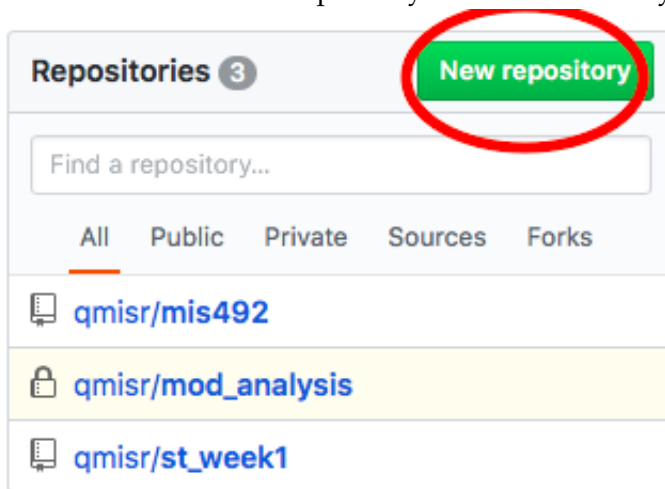 Repositories 3 New repository
Find a repository...
All Public Private Sources Forks
qmisr/mis492
qmisr/mod_analysis
qmisr/st_week1